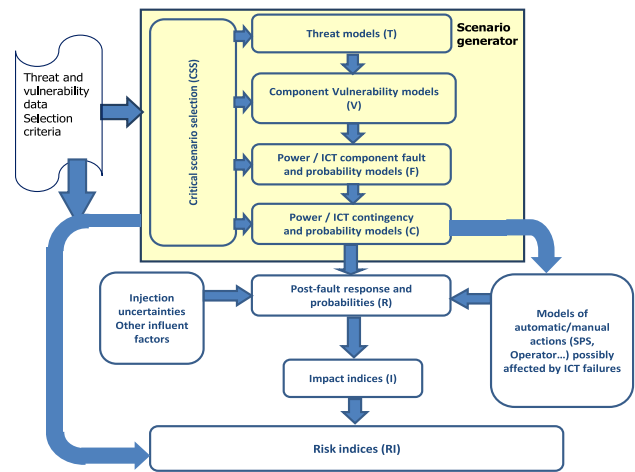 Scenario
generator
Threat models (T)
Threat and
vulnerability
data
Selection
criteria
Critical scenario selection (CSS)
Component Vulnerability models
(V)
Power / ICT component fault
and probability models (F)
Power / ICT contingency
and probability models (C)
Post-fault response and
probabilities (R)
Injection
uncertainties
Other influent
factors
Models of
automatic/manual
actions (SPS,
Operator...) possibly
affected by ICT failures
Impact indices (I)
Risk indices (RI)